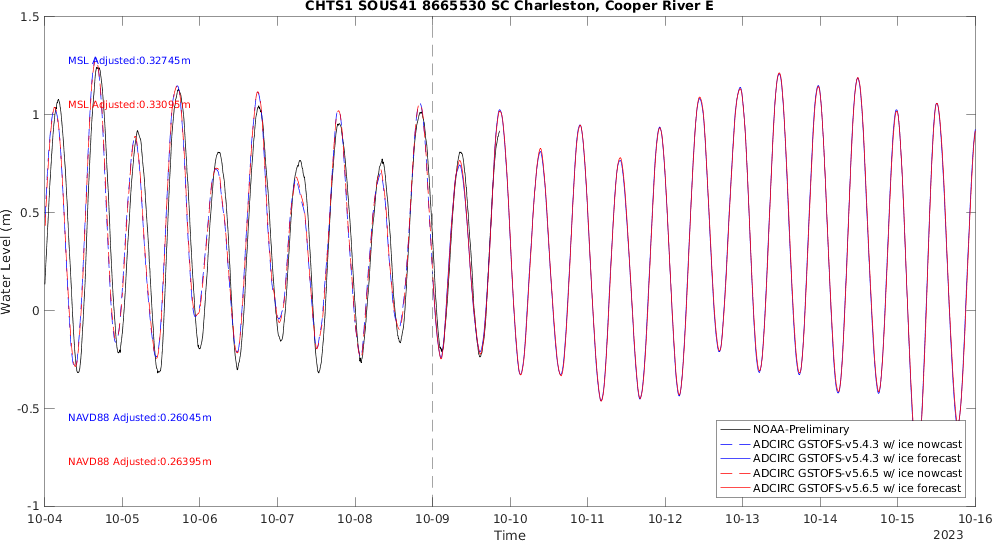 CHTS1 SOUS41 8665530 SC Charleston, Cooper River E
1.5
1
0.5
0
-0.5
-1
Water Level (m)
MSL Adjusted:0.32745m
MSL Adjusted:0.33095m
NAVD88 Adjusted:0.26045m
NAVD88 Adjusted:0.26395m
NOAA-Preliminary
ADCIRC GSTOFS-v5.4.3 w/ ice nowcast
ADCIRC GSTOFS-v5.4.3 w/ ice forecast
ADCIRC GSTOFS-v5.6.5 w/ ice nowcast
ADCIRC GSTOFS-v5.6.5 w/ ice forecast
10-04 10-05 10-06 10-07 10-08 10-09 10-10 10-11 10-12 10-13 10-14 10-15 10-16
Time
2023